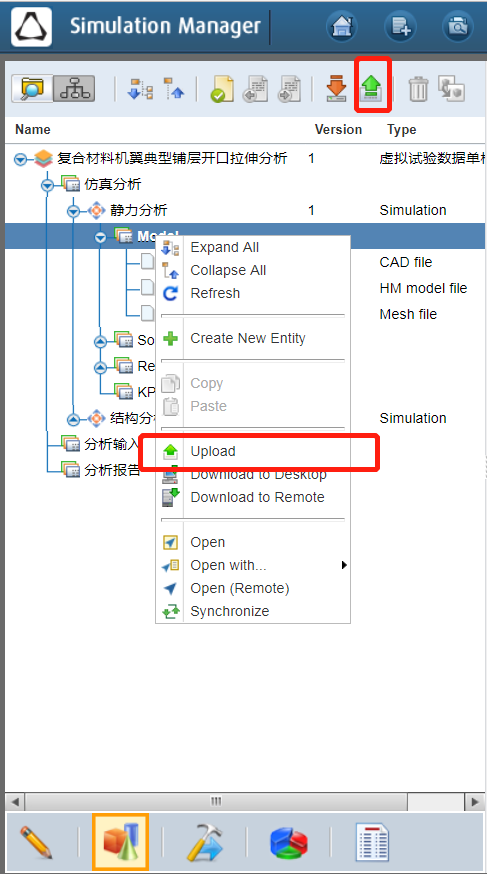 Simulation Manager
Name Version Type
复合材料机翼典型铺层开口拉伸分析 1 虚拟试验数据单
仿真分析
静力分析 1 Simulation
Model
Expand All
Collapse All CAD file
Refresh HM model file
Mesh file
Create New Entity
So
Re
Copy
KP
Paste
结构分 Simulation
分析输入
Upload
分析报告
Download to Desktop
Download to Remote
Open
Open with...
Open (Remote)
Synchronize